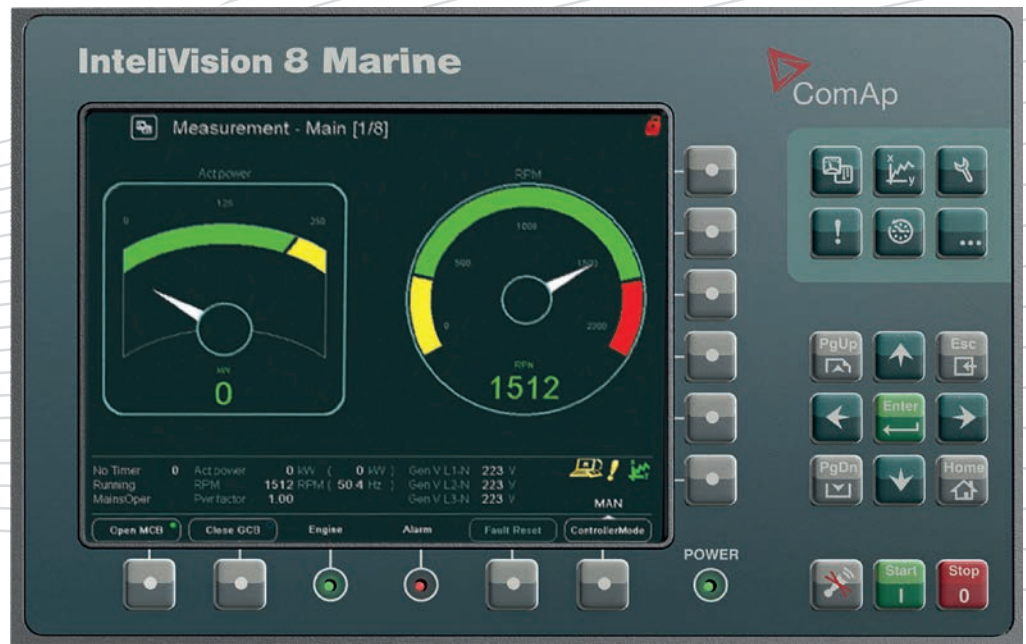 InteliVision 8 Marine
ComAp
Measurement - Main [1/8]
Act power
0 125 250
kW
0
RPM
0 500 1000 1500 2000
RPM
1512
x
y
!
...
PgUp
Esc
Enter
PgDn
Home
No Timer 0 Act power 0 kW ( 0 kW ) Gen V L1-N 223 V
Running RPM 1512 RPM ( 50.4 Hz ) Gen V L2-N 223 V
MainsOper Pwr factor 1.00 Gen V L3-N 223 V
!
MAN
Open MCB Close GCB Engine Alarm Fault Reset ControllerMode
POWER
Start
I
Stop
0